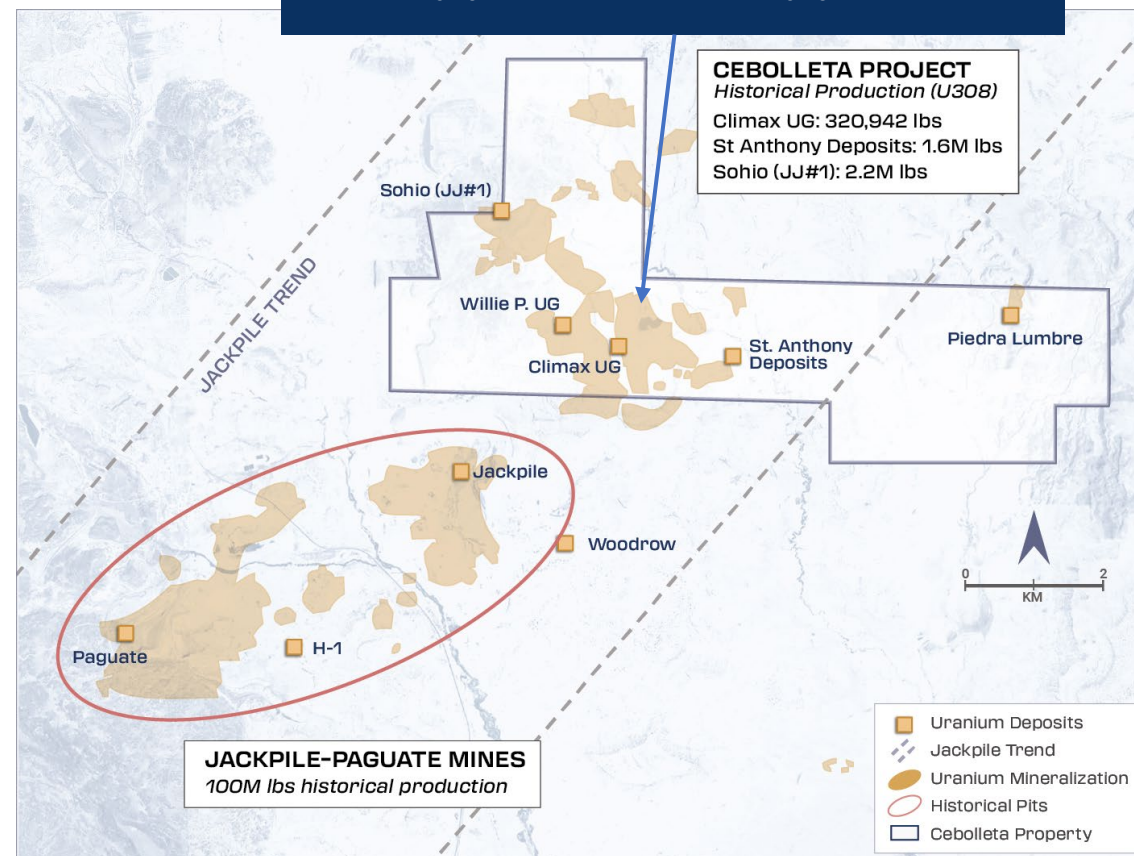 CEBOLLETA PROJECT
Historical Production (U308)
Climax UG: 320,942 lbs
St Anthony Deposits: 1.6M lbs
Sohio (JJ#1): 2.2M lbs
Sohio (JJ#1)
JACKPILE TREND
Willie P. UG
Climax UG
St. Anthony
Deposits
Piedra Lumbre
Jackpile
Woodrow
Paguate
H-1
0 2
KM
JACKPILE-PAGUATE MINES
100M lbs historical production
Uranium Deposits
Jackpile Trend
Uranium Mineralization
Historical Pits
Cebolleta Property